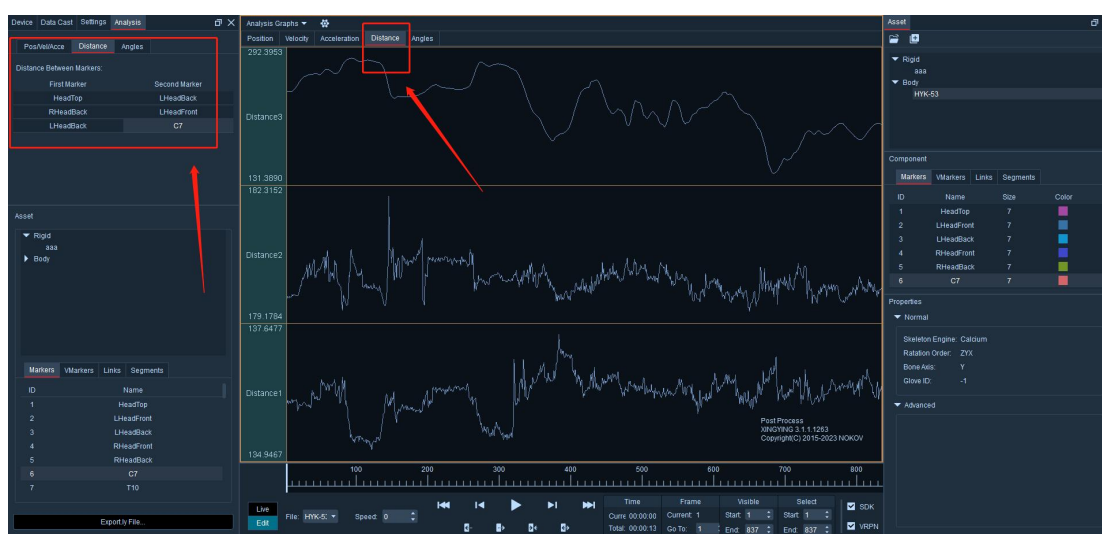 Device Data Cast Settings Analysis
Pos/Vel/Acce Distance Angles
Distance Between Markers:
First Marker Second Marker
HeadTop LHeadBack
RHeadBack LHeadFront
LHeadBack C7
Asset
Rigid
aaa
Body
Markers VMarkers Links Segments
ID Name
1 HeadTop
2 LHeadFront
3 LHeadBack
4 RHeadFront
5 RHeadBack
6 C7
7 T10
Export.ly File...
Analysis Graphs
Position Velocity Acceleration Distance Angles
292.3953
Distance3
131.3890
182.3152
Distance2
179.1784
137.6477
Distance1
134.9467
Post Process
XINGYING 3.1.1.1263
Copyright(C) 2015-2023 NOKOV
100 200 300 400 500 600 700 800
Live
Edit
File: HYK-5: Speed: 0
Time Frame Visible Select
Curre 00:00:00 Current: 1 Start: 1 Start: 1
Total: 00:00:13 Go To: 1 End: 837 End: 837
SDK
VRPN
Asset
Rigid
aaa
Body
HYK-53
Component
Markers VMarkers Links Segments
ID Name Size Color
1 HeadTop 7
2 LHeadFront 7
3 LHeadBack 7
4 RHeadFront 7
5 RHeadBack 7
6 C7 7
Properties
Normal
Skeleton Engine: Calcium
Ratation Order: ZYX
Bone Axis: Y
Glove ID: -1
Advanced